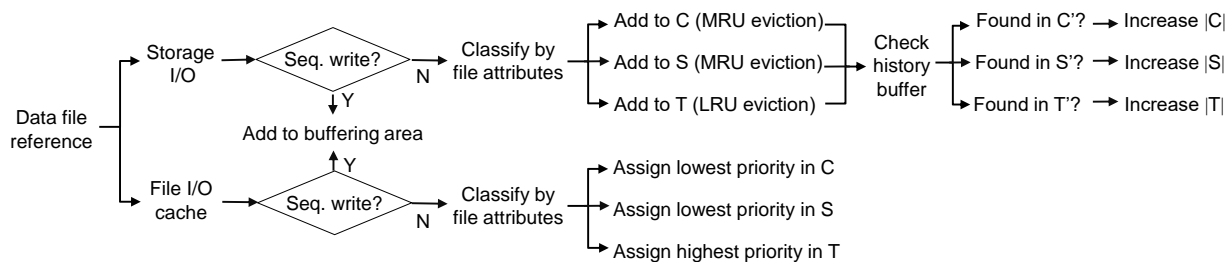 Data file
reference
Storage
I/O
Seq. write?
N
Y
Classify by
file attributes
Add to C (MRU eviction)
Add to S (MRU eviction)
Add to T (LRU eviction)
Check
history
buffer
Found in C’?
Increase |C|
Found in S’?
Increase |S|
Found in T’?
Increase |T|
Add to buffering area
File I/O
cache
Y
Seq. write?
N
Classify by
file attributes
Assign lowest priority in C
Assign lowest priority in S
Assign highest priority in T